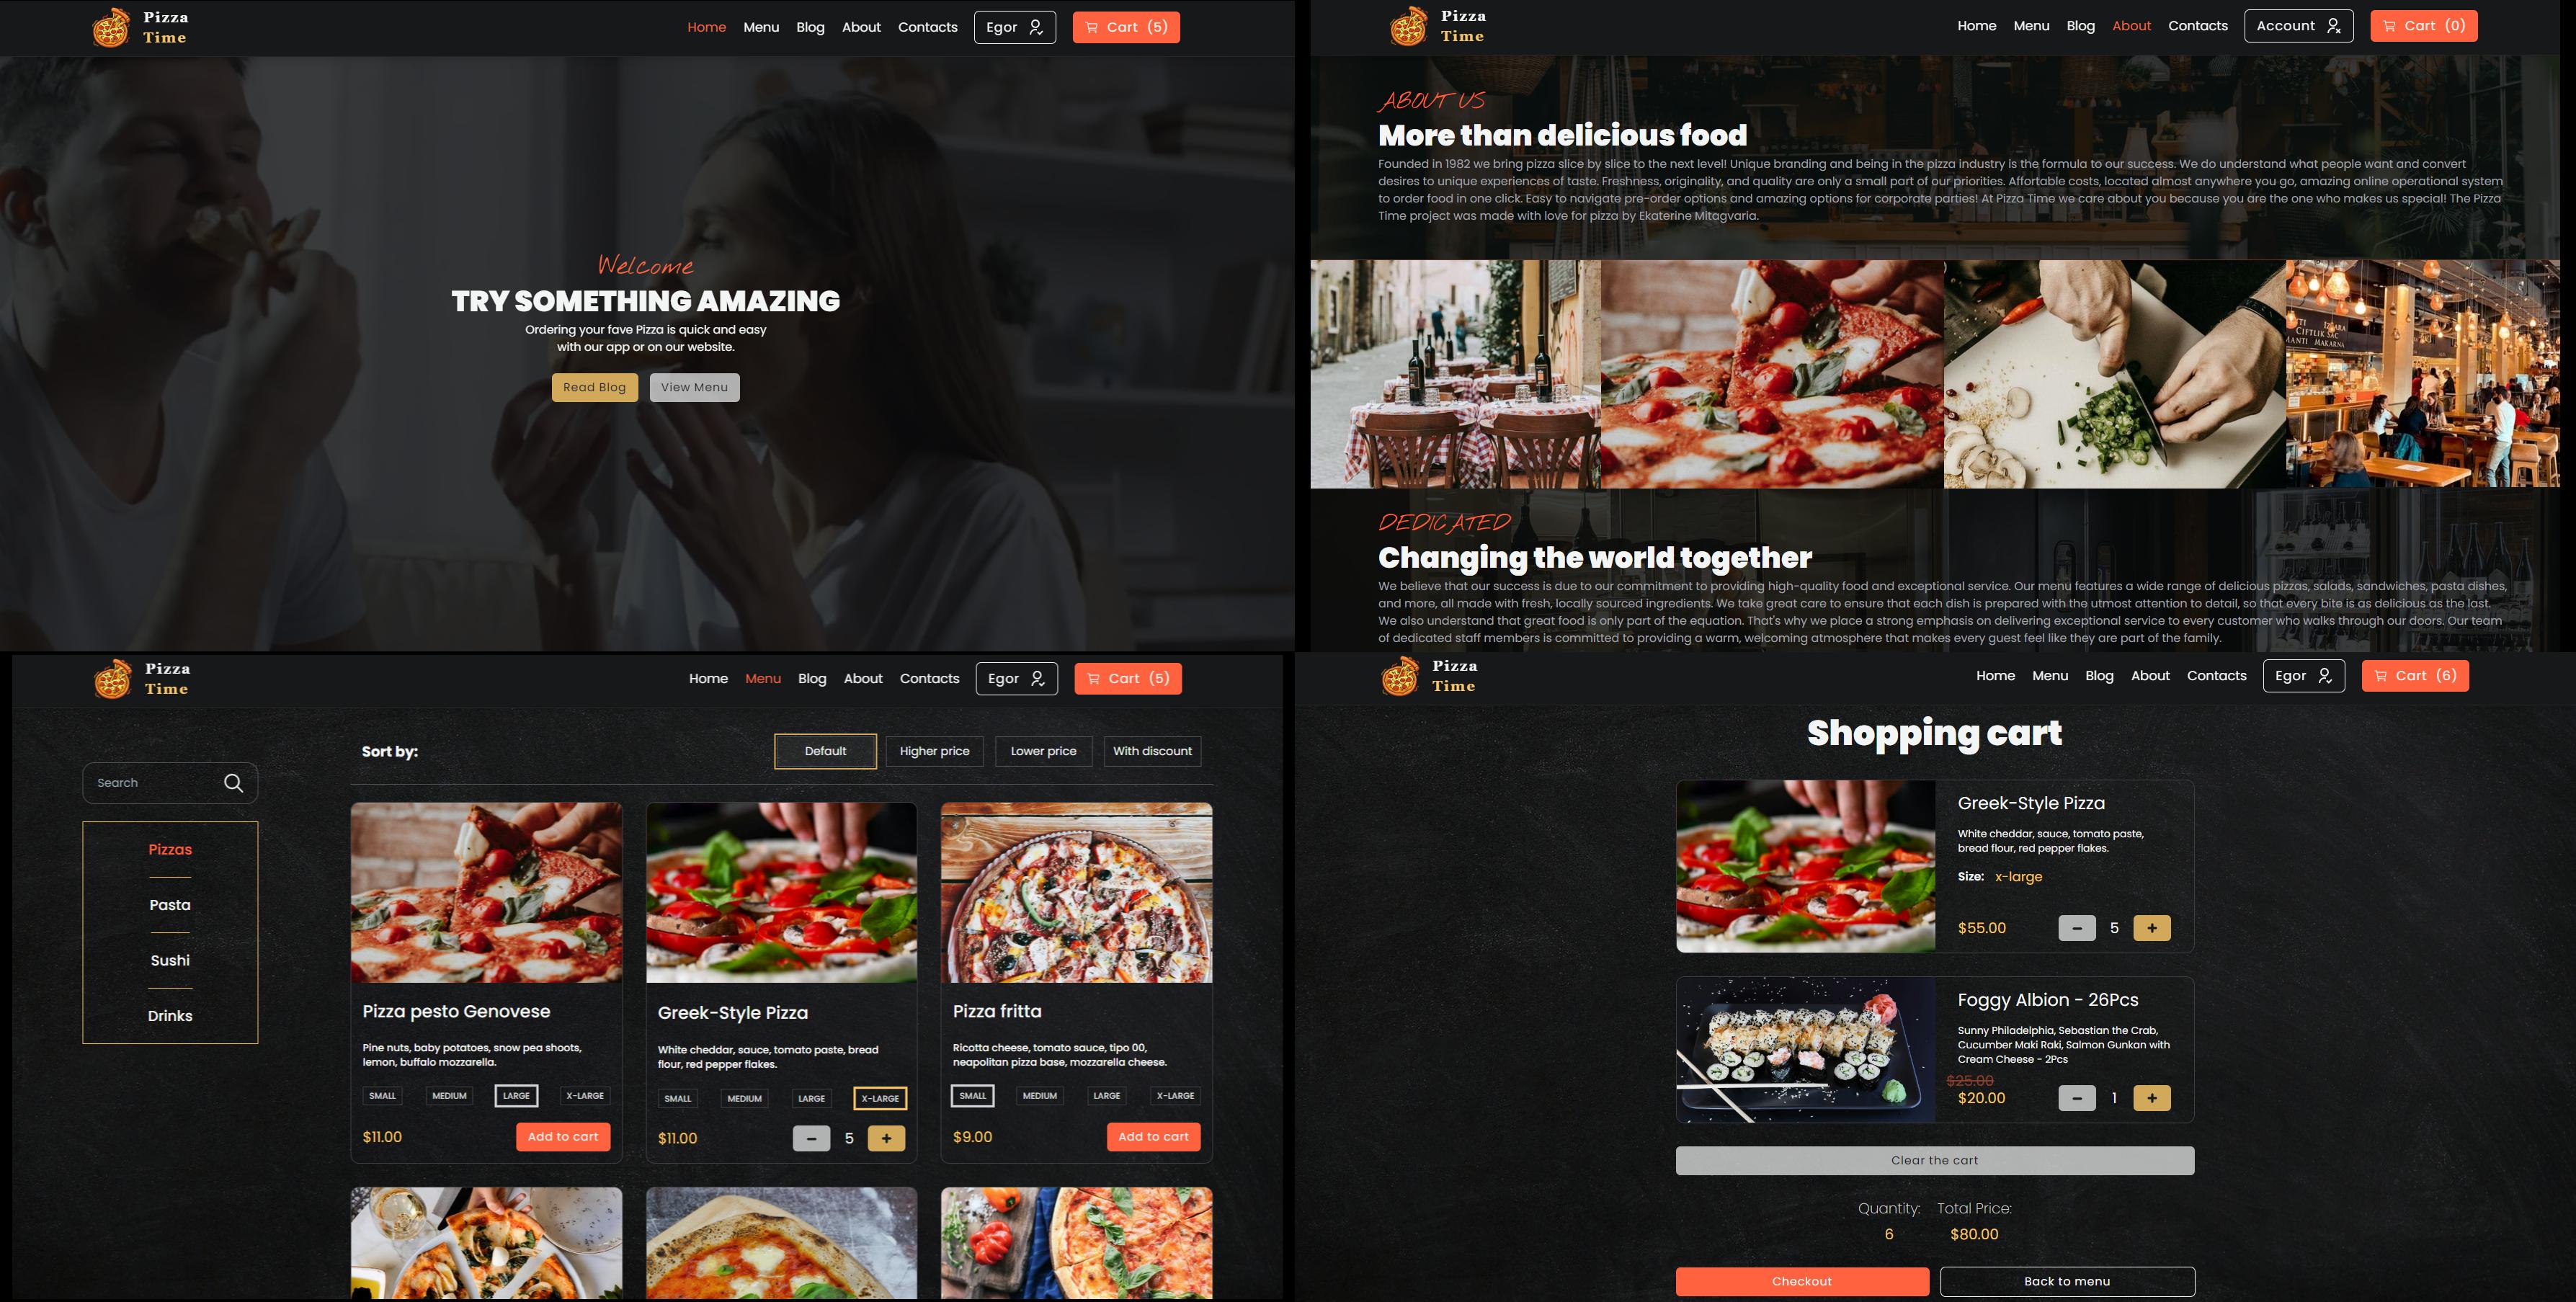 Pizza
Time
Home Menu Blog About Contacts Egor Cart (5)
Welcome
TRY SOMETHING AMAZING
Ordering your fave Pizza is quick and easy
with our app or on our website.
Read Blog View Menu
Pizza
Time
Home Menu Blog About Contacts Account Cart (0)
ABOUT US
More than delicious food
Founded in 1982 we bring pizza slice by slice to the next level! Unique branding and being in the pizza industry is the formula to our success. We do understand what people want and convert
desires to unique experiences of taste. Freshness, originality, and quality are only a small part of our priorities. Affortable costs, located almost anywhere you go, amazing online operational system
to order food in one click. Easy to navigate pre-order options and amazing options for corporate parties! At Pizza Time we care about you because you are the one who makes us special! The Pizza
Time project was made with love for pizza by Ekaterine Mitagvaria.
CIFTLIK SAC
MANTI MAKARNA
DEDICATED
Changing the world together
We believe that our success is due to our commitment to providing high-quality food and exceptional service. Our menu features a wide range of delicious pizzas, salads, sandwiches, pasta dishes,
and more, all made with fresh, locally sourced ingredients. We take great care to ensure that each dish is prepared with the utmost attention to detail, so that every bite is as delicious as the last.
We also understand that great food is only part of the equation. That's why we place a strong emphasis on delivering exceptional service to every customer who walks through our doors. Our team
of dedicated staff members is committed to providing a warm, welcoming atmosphere that makes every guest feel like they are part of the family.
Pizza
Time
Home Menu Blog About Contacts Egor Cart (5)
Sort by: Default Higher price Lower price With discount
Search
Pizzas
Pasta
Sushi
Drinks
Pizza pesto Genovese
Pine nuts, baby potatoes, snow pea shoots,
lemon, buffalo mozzarella.
SMALL MEDIUM LARGE X-LARGE
$11.00 Add to cart
Greek-Style Pizza
White cheddar, sauce, tomato paste, bread
flour, red pepper flakes.
SMALL MEDIUM LARGE X-LARGE
$11.00 - 5 +
Pizza fritta
Ricotta cheese, tomato sauce, tipo 00,
neapolitan pizza base, mozzarella cheese.
SMALL MEDIUM LARGE X-LARGE
$9.00 Add to cart
Pizza
Time
Home Menu Blog About Contacts Egor Cart (6)
Shopping cart
Greek-Style Pizza
White cheddar, sauce, tomato paste,
bread flour, red pepper flakes.
Size: x-large
$55.00 - 5 +
Foggy Albion - 26Pcs
Sunny Philadelphia, Sebastian the Crab,
Cucumber Maki Raki, Salmon Gunkan with
Cream Cheese - 2Pcs
$25.00
$20.00 - 1 +
Clear the cart
Quantity: Total Price:
6 $80.00
Checkout Back to menu